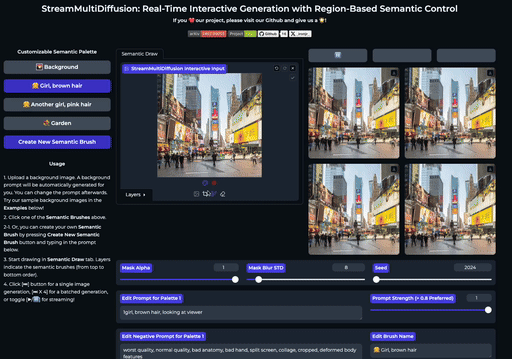 StreamMultiDiffusion: Real-Time Interactive Generation with Region-Based Semantic Control
If you ❤️ our project, please visit our Github and give us a 🌟!
Project
Github
Customizable Semantic Palette
Background
Girl, brown hair
Another girl, pink hair
Garden
Create New Semantic Brush
Usage
1. Upload a background image. A background
prompt will be automatically generated for
you. You can change the prompt afterwards.
Try our sample background images in the
Examples below!
2. Click one of the Semantic Brushes above.
2-1. Or, you can create your own Semantic
Brush by pressing Create New Semantic
Brush button and typing in the prompt
below.
3. Start drawing in Semantic Draw tab. Layers
indicate the semantic brushes (from top to
bottom order).
4. Click [⏭️] button for a single image
generation, [⏭️ X 4] for a batched generation,
or toggle [▶️/⏸️] for streaming!
Semantic Draw
StreamMultiDiffusion Interactive Input
Layers
Mask Alpha
1
Mask Blur STD
8
Seed
2024
Edit Prompt for Palette 1
1girl, brown hair, looking at viewer
Prompt Strength (> 0.8 Preferred)
1
Edit Negative Prompt for Palette 1
worst quality, normal quality, bad anatomy, bad hand, split screen, collage, cropped, deformed body
features
Edit Brush Name
Girl, brown hair